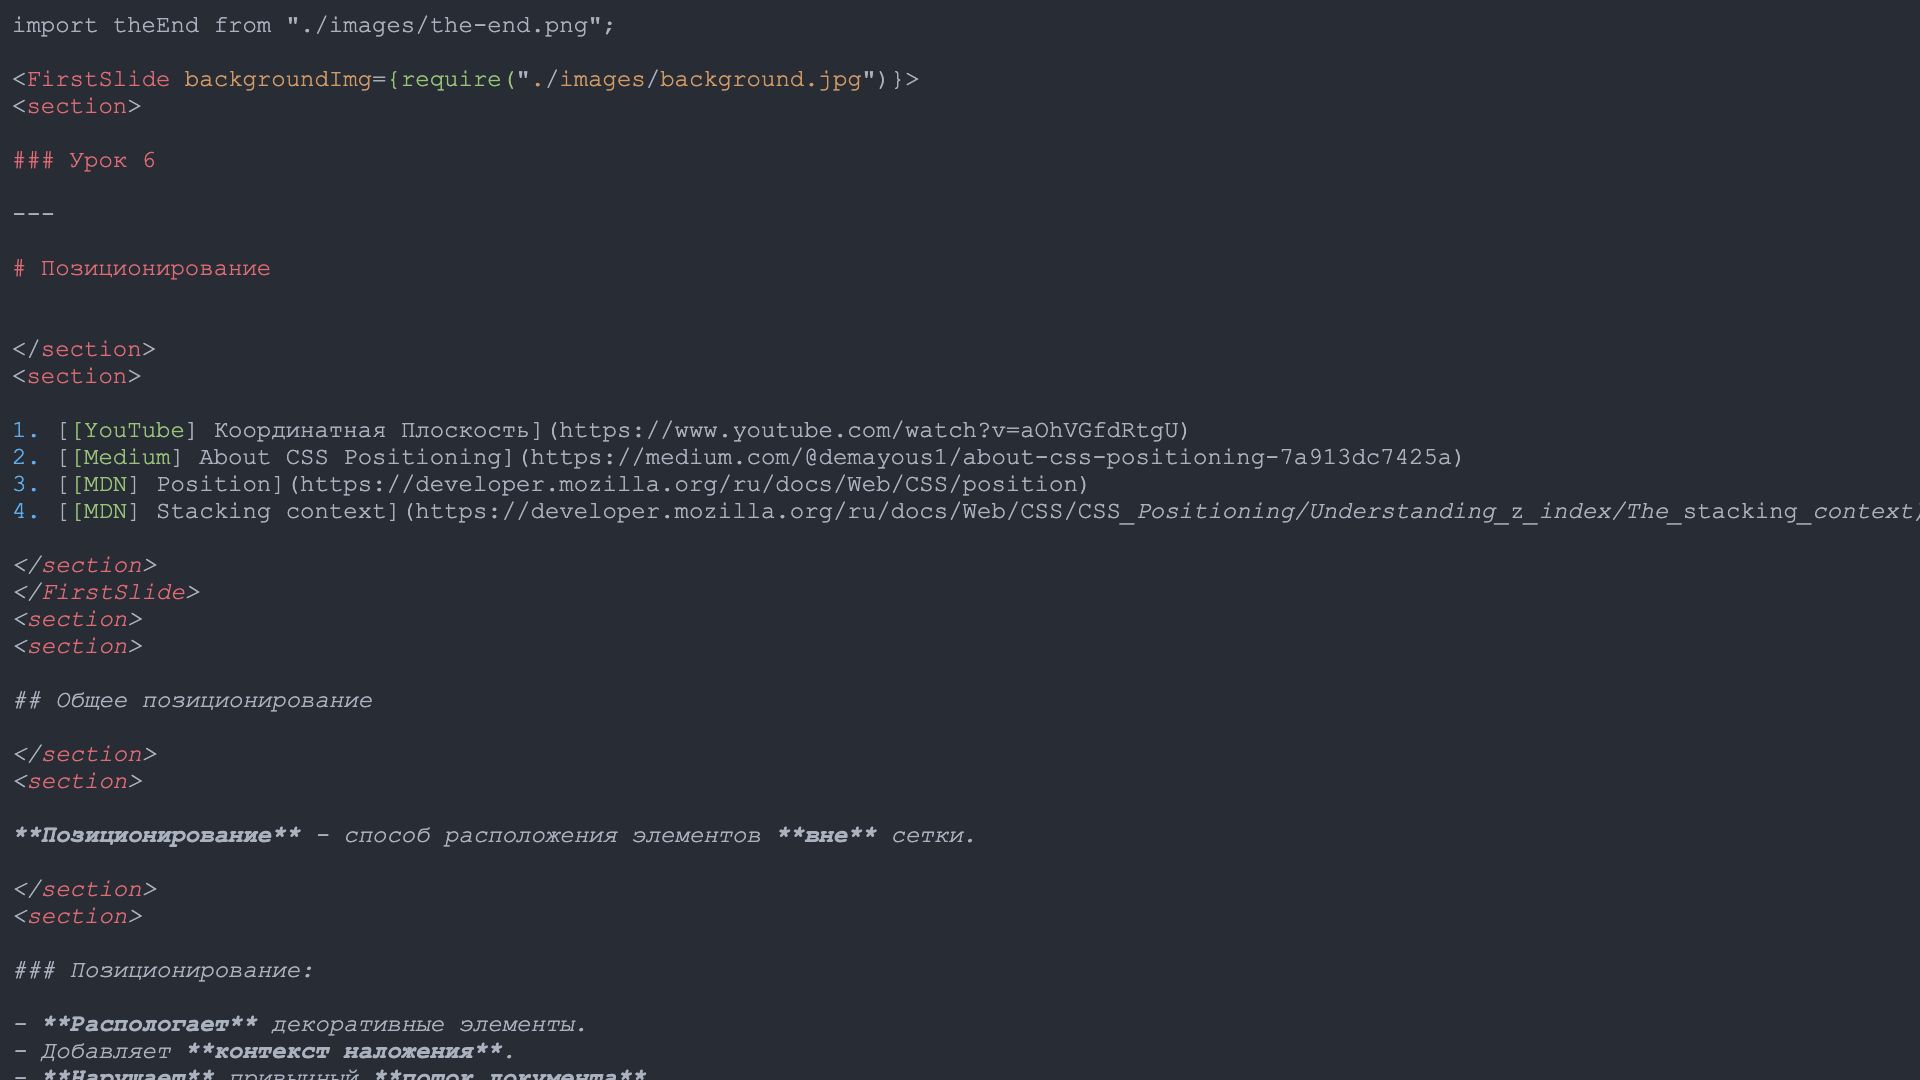 import theEnd from "./images/the-end.png";
<FirstSlide backgroundImg={require("./images/background.jpg")}>
<section>
### Урок 6
---
# Позиционирование
</section>
<section>
1. [[YouTube] Координатная Плоскость](https://www.youtube.com/watch?v=aOhVGfdRtgU)
2. [[Medium] About CSS Positioning](https://medium.com/@demayous1/about-css-positioning-7a913dc7425a)
3. [[MDN] Position](https://developer.mozilla.org/ru/docs/Web/CSS/position)
4. [[MDN] Stacking context](https://developer.mozilla.org/ru/docs/Web/CSS/CSS_Positioning/Understanding_z_index/The_stacking_context)
</section>
</FirstSlide>
<section>
<section>
## Общее позиционирование
</section>
<section>
**Позиционирование** - способ расположения элементов **вне** сетки.
</section>
<section>
### Позиционирование:
- **Распологает** декоративные элементы.
- Добавляет **контекст наложения**.
- **Нарушает** привычный **поток документа**